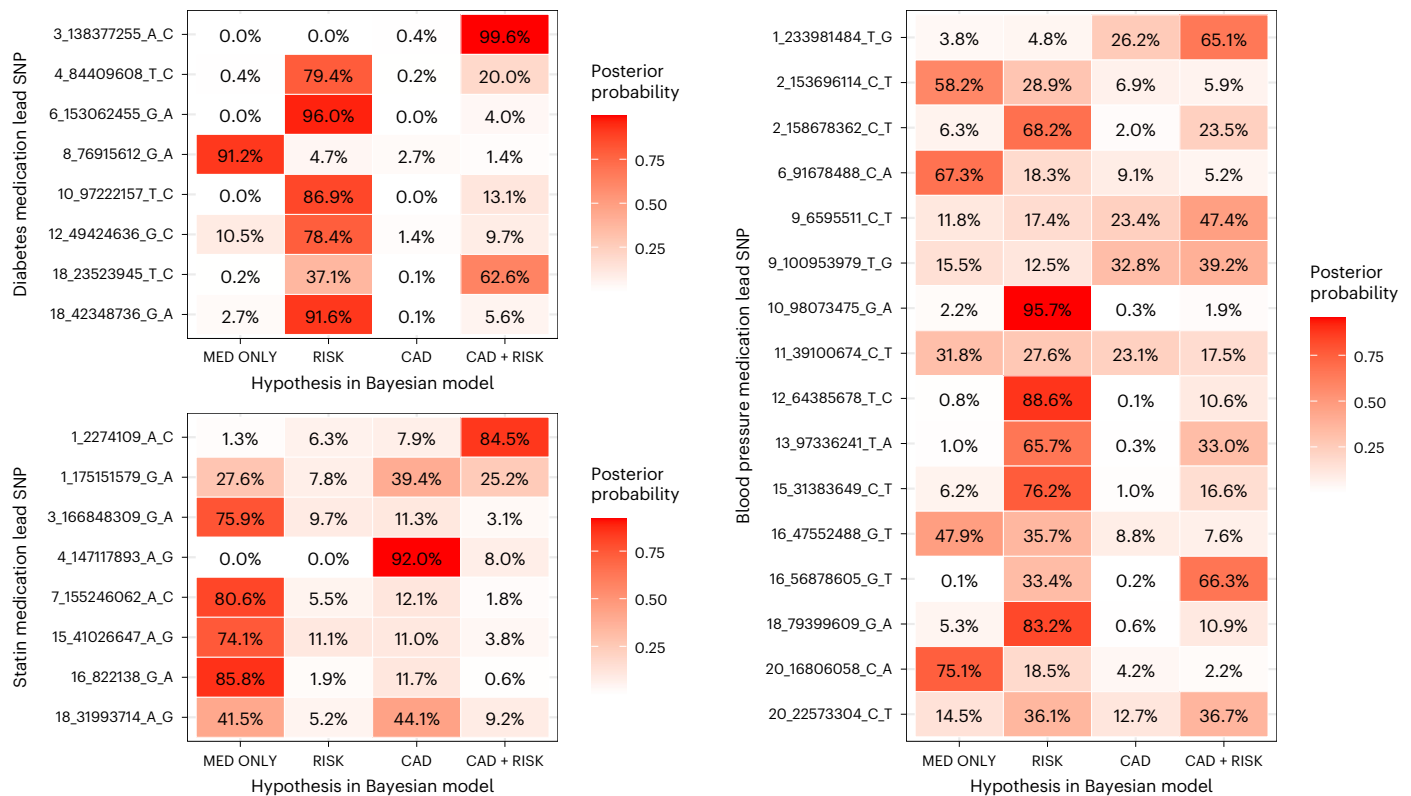 Diabetes medication lead SNP
3_138377255_A_C 0.0% 0.0% 0.4% 99.6%
4_84409608_T_C 0.4% 79.4% 0.2% 20.0%
6_153062455_G_A 0.0% 96.0% 0.0% 4.0%
8_76915612_G_A 91.2% 4.7% 2.7% 1.4%
10_97222157_T_C 0.0% 86.9% 0.0% 13.1%
12_49424636_G_C 10.5% 78.4% 1.4% 9.7%
18_23523945_T_C 0.2% 37.1% 0.1% 62.6%
18_42348736_G_A 2.7% 91.6% 0.1% 5.6%
MED ONLY RISK CAD CAD + RISK
Hypothesis in Bayesian model
Posterior
probability
0.75
0.50
0.25
Statin medication lead SNP
1_2274109_A_C 1.3% 6.3% 7.9% 84.5%
1_175151579_G_A 27.6% 7.8% 39.4% 25.2%
3_166848309_G_A 75.9% 9.7% 11.3% 3.1%
4_147117893_A_G 0.0% 0.0% 92.0% 8.0%
7_155246062_A_C 80.6% 5.5% 12.1% 1.8%
15_41026647_A_G 74.1% 11.1% 11.0% 3.8%
16_822138_G_A 85.8% 1.9% 11.7% 0.6%
18_31993714_A_G 41.5% 5.2% 44.1% 9.2%
MED ONLY RISK CAD CAD + RISK
Hypothesis in Bayesian model
Posterior
probability
0.75
0.50
0.25
Blood pressure medication lead SNP
1_233981484_T_G 3.8% 4.8% 26.2% 65.1%
2_153696114_C_T 58.2% 28.9% 6.9% 5.9%
2_158678362_C_T 6.3% 68.2% 2.0% 23.5%
6_91678488_C_A 67.3% 18.3% 9.1% 5.2%
9_6595511_C_T 11.8% 17.4% 23.4% 47.4%
9_100953979_T_G 15.5% 12.5% 32.8% 39.2%
10_98073475_G_A 2.2% 95.7% 0.3% 1.9%
11_39100674_C_T 31.8% 27.6% 23.1% 17.5%
12_64385678_T_C 0.8% 88.6% 0.1% 10.6%
13_97336241_T_A 1.0% 65.7% 0.3% 33.0%
15_31383649_C_T 6.2% 76.2% 1.0% 16.6%
16_47552488_G_T 47.9% 35.7% 8.8% 7.6%
16_56878605_G_T 0.1% 33.4% 0.2% 66.3%
18_79399609_G_A 5.3% 83.2% 0.6% 10.9%
20_16806058_C_A 75.1% 18.5% 4.2% 2.2%
20_22573304_C_T 14.5% 36.1% 12.7% 36.7%
MED ONLY RISK CAD CAD + RISK
Hypothesis in Bayesian model
Posterior
probability
0.75
0.50
0.25